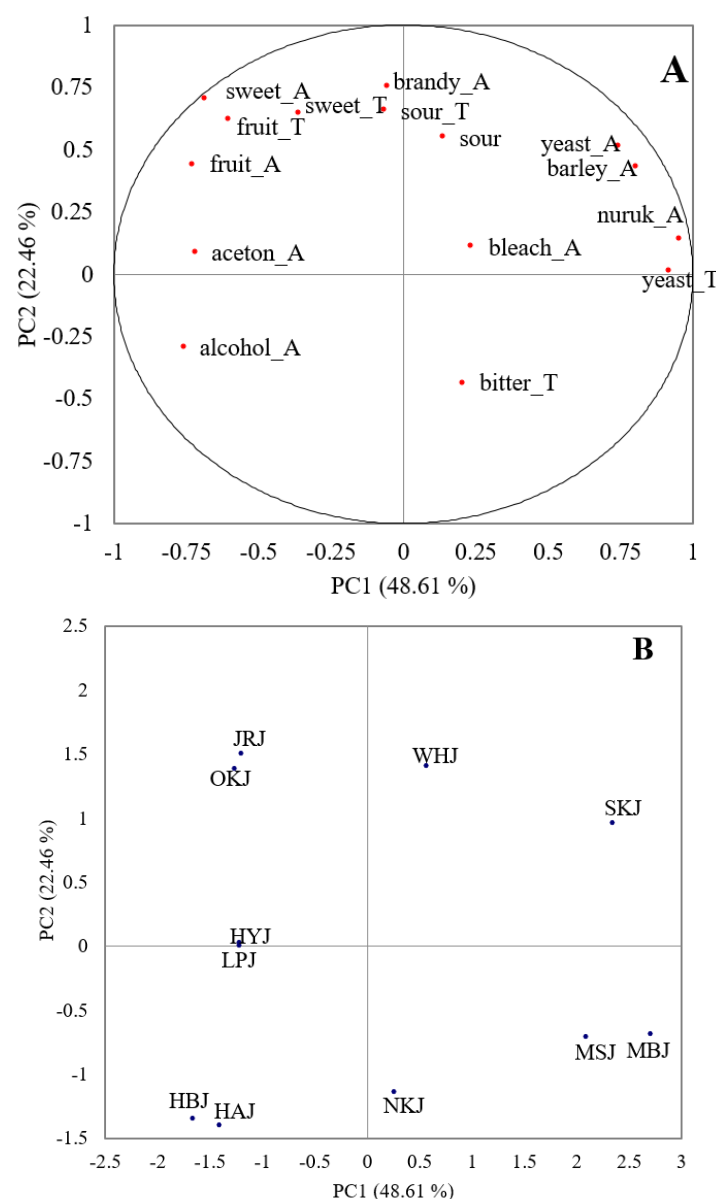 1
A
brandy_A
sweet_A
sweet_T
sour_T
0.75
fruit_T
sour
yeast_A
0.5
fruit_A
barley_A
0.25
nuruk_A
aceton_A
bleach_A
0
yeast_T
-0.25
alcohol_A
bitter_T
-0.5
-0.75
-1
PC2 (22.46 %)
-1 -0.75 -0.5 -0.25 0 0.25 0.5 0.75 1
PC1 (48.61 %)
2.5
B
2
JRJ
WHJ
1.5
OKJ
SKJ
1
0.5
HYJ
0
LPJ
-0.5
MSJ MBJ
-1
HBJ HAJ NKJ
-1.5
PC2 (22.46 %)
-2.5 -2 -1.5 -1 -0.5 0 0.5 1 1.5 2 2.5 3
PC1 (48.61 %)